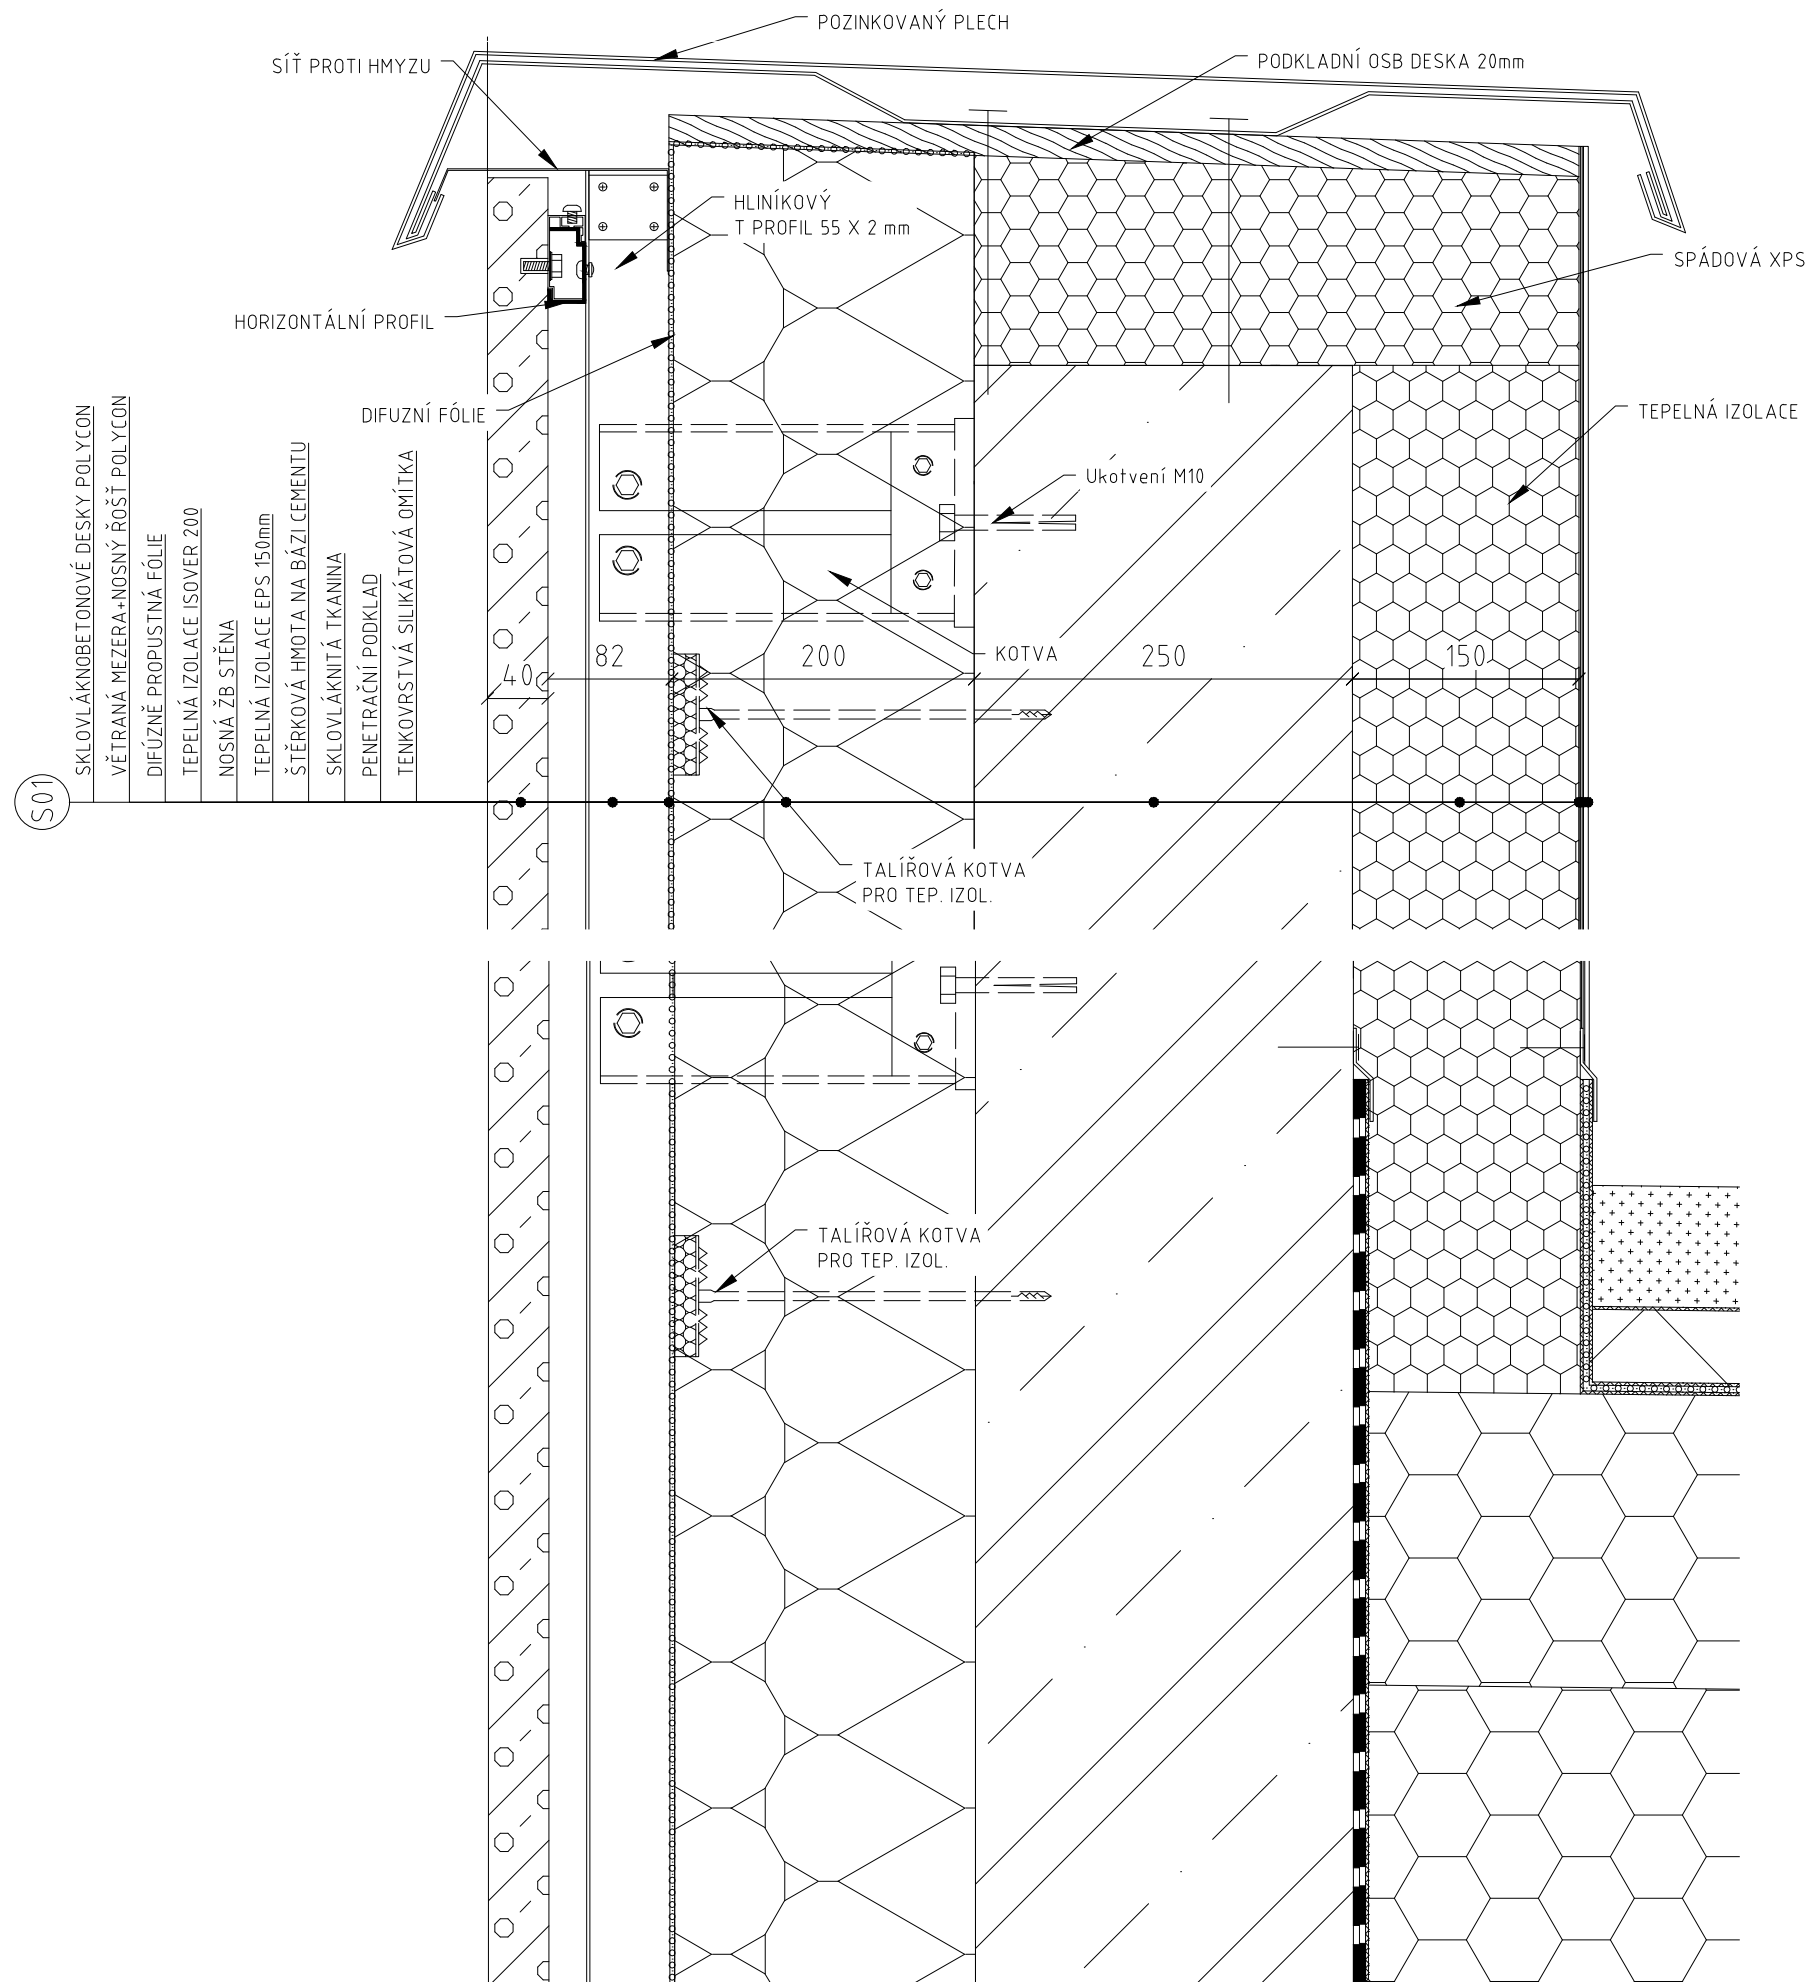 POZINKOVANÝ PLECH
SÍŤ PROTI HMYZU
PODKLADNÍ OSB DESKA 20mm
HLINÍKOVÝ
T PROFIL 55 X 2 mm
SPÁDOVÁ XPS
HORIZONTÁLNÍ PROFIL
DIFUZNÍ FÓLIE
TEPELNÁ IZOLACE
Ukotvení M10
KOTVA
40
82
200
250
150
S01
SKLOVLÁKNOBETONOVÉ DESKY POLYCON
VĚTRANÁ MEZERA+NOSNÝ ROŠT POLYCON
DIFÚZNĚ PROPUSTNÁ FÓLIE
TEPELNÁ IZOLACE ISOVER 200
NOSNÁ ŽB STĚNA
TEPELNÁ IZOLACE EPS 150mm
ŠTĚRKOVÁ HMOTA NA BÁZI CEMENTU
SKLOVLÁKNITÁ TKANINA
PENETRAČNÍ PODKLAD
TENKOVRSTVÁ SILIKÁTOVÁ OMÍTKA
TALÍŘOVÁ KOTVA
PRO TEP. IZOL.
TALÍŘOVÁ KOTVA
PRO TEP. IZOL.